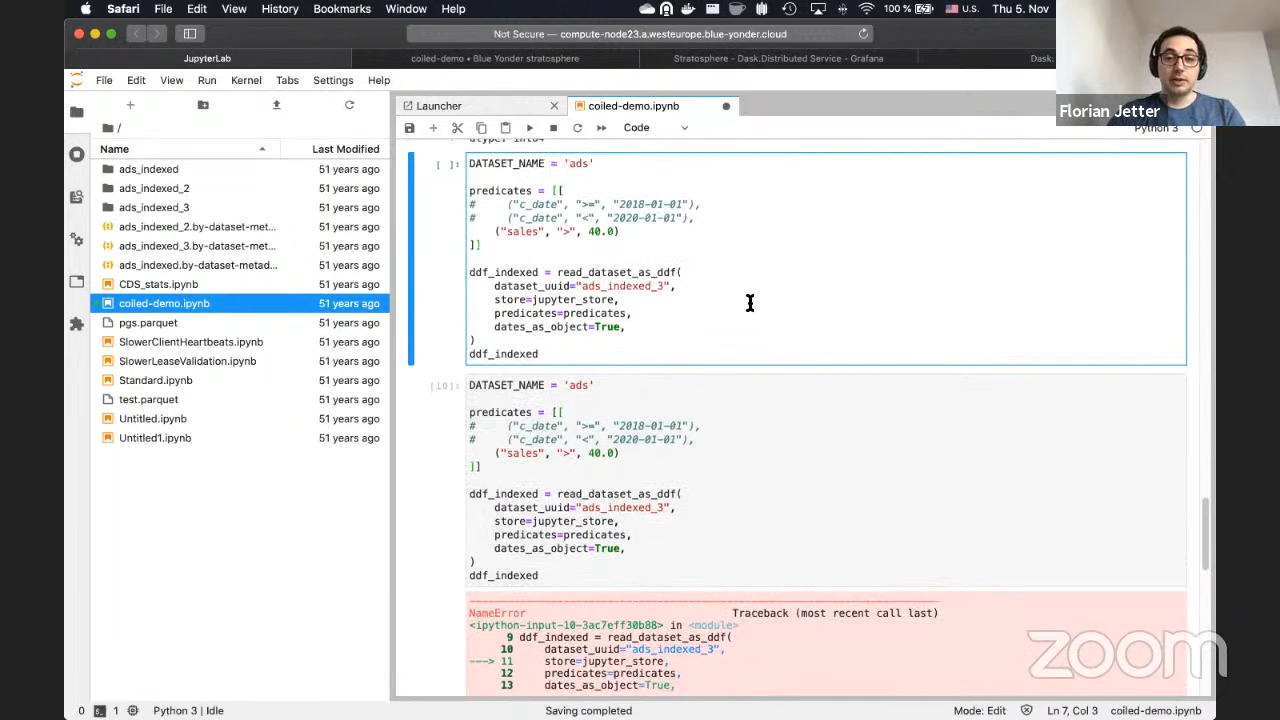 Safari File Edit View History Bookmarks Window Help 100 % U.S. Thu 5. Nov
Not Secure — compute-node23.a.westeurope.blue-yonder.cloud
JupyterLab
coiled-demo • Blue Yonder stratosphere
Stratosphere - Dask.Distributed Service - Grafana
Dask:
File Edit View Run Kernel Tabs Settings Help
Florian Jetter
Launcher
coiled-demo.ipynb
Code
Python 3
/
Name Last Modified
ads_indexed 51 years ago
ads_indexed_2 51 years ago
ads_indexed_3 51 years ago
ads_indexed_2.by-dataset-met... 51 years ago
ads_indexed_3.by-dataset-met... 51 years ago
ads_indexed.by-dataset-metad... 51 years ago
CDS_stats.ipynb 51 years ago
coiled-demo.ipynb 51 years ago
pgs.parquet 51 years ago
SlowerClientHeartbeats.ipynb 51 years ago
SlowerLeaseValidation.ipynb 51 years ago
Standard.ipynb 51 years ago
test.parquet 51 years ago
Untitled.ipynb 51 years ago
Untitled1.ipynb 51 years ago
[ ]: DATASET_NAME = 'ads'
predicates = [[
# ("c_date", ">=", "2018-01-01"),
# ("c_date", "<", "2020-01-01"),
("sales", ">", 40.0)
]]
ddf_indexed = read_dataset_as_ddf(
dataset_uuid="ads_indexed_3",
store=jupyter_store,
predicates=predicates,
dates_as_object=True,
)
ddf_indexed
[10]: DATASET_NAME = 'ads'
predicates = [[
# ("c_date", ">=", "2018-01-01"),
# ("c_date", "<", "2020-01-01"),
("sales", ">", 40.0)
]]
ddf_indexed = read_dataset_as_ddf(
dataset_uuid="ads_indexed_3",
store=jupyter_store,
predicates=predicates,
dates_as_object=True,
)
ddf_indexed
NameError Traceback (most recent call last)
<ipython-input-10-3ac7eff30b88> in <module>
9 ddf_indexed = read_dataset_as_ddf(
10 dataset_uuid="ads_indexed_3",
---> 11 store=jupyter_store,
12 predicates=predicates,
13 dates_as_object=True,
zoom
0 1 Python 3 | Idle
Saving completed
Mode: Edit
Ln 7, Col 3
coiled-demo.ipynb